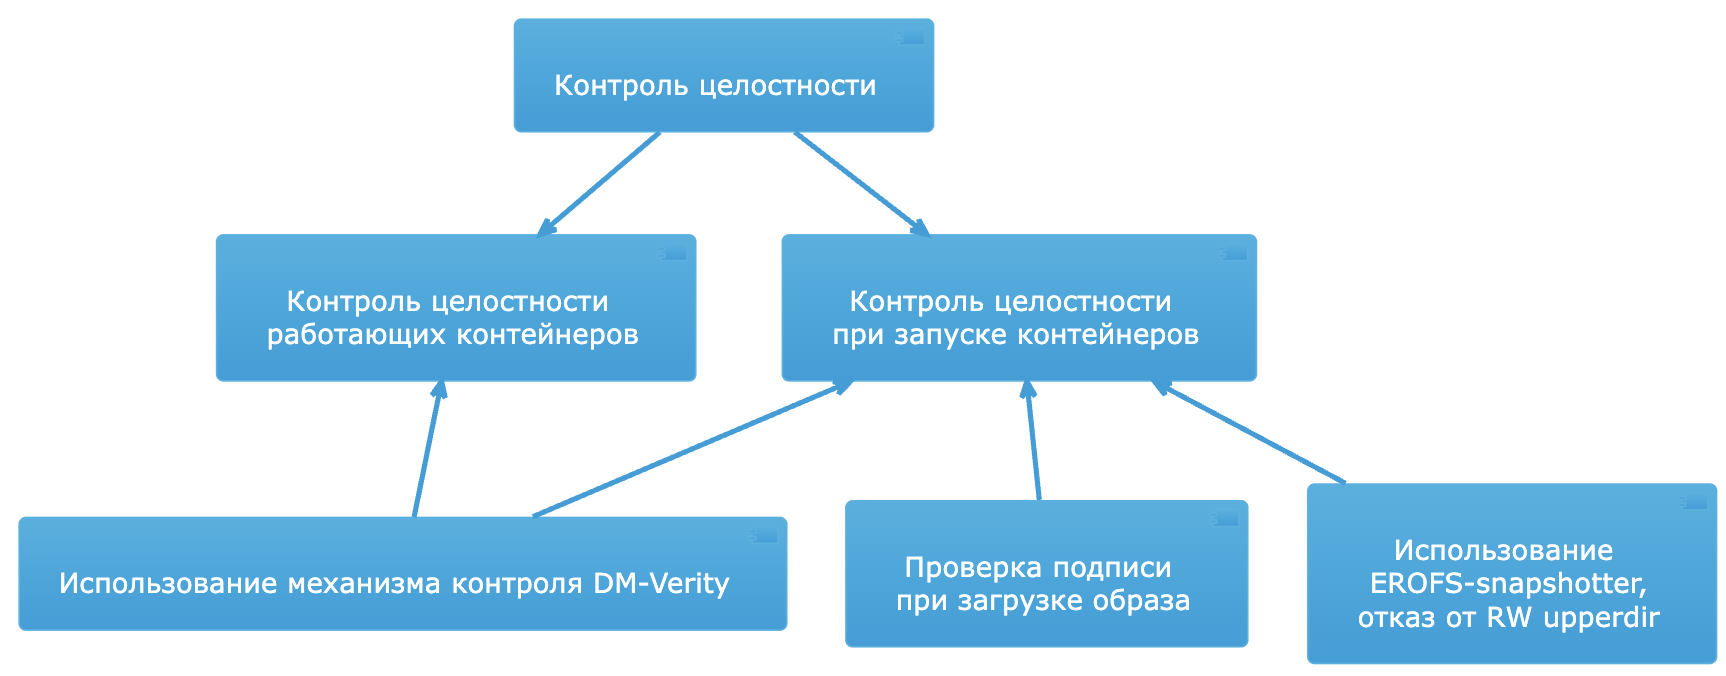 Контроль целостности
Контроль целостности
работающих контейнеров
Контроль целостности
при запуске контейнеров
Использование механизма контроля DM-Verity
Проверка подписи
при загрузке образа
Использование
EROFS-snapshotter,
отказ от RW upperdir